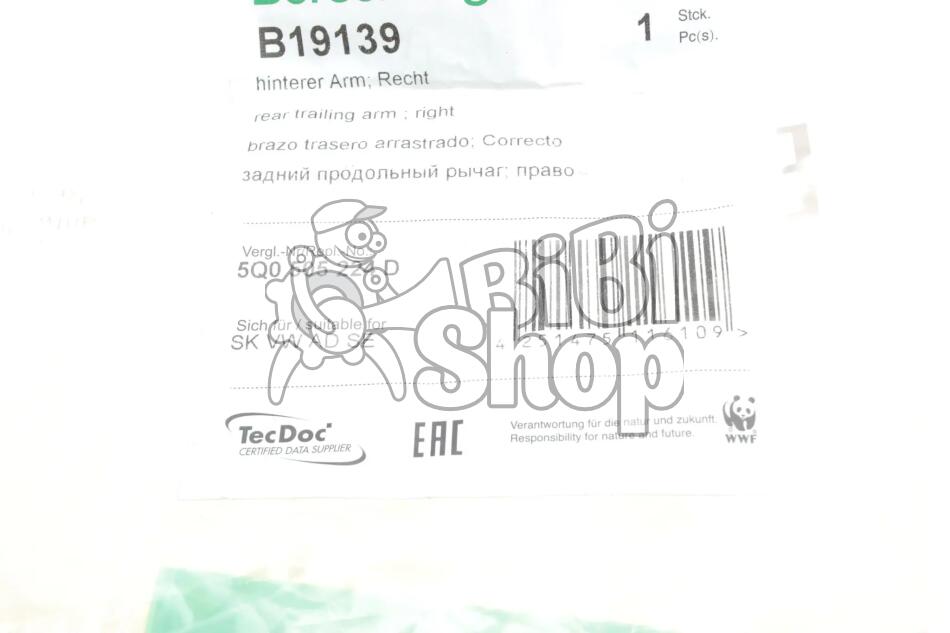 B19139
1 Stck.
Pc(s).
hinterer Arm; Recht
rear trailing arm ; right
brazo trasero arrastrado; Correcto
задний продольный рычаг; право
Vergl.-Nr/Repl. No.:
5Q0 D
Sich für / suitable for
SK VW AD SE
BiBi
Shop
TecDoc
CERTIFIED DATA SUPPLIER
EAC
Verantwortung für die natur und zukunft.
Responsibility for nature and future.
WWF